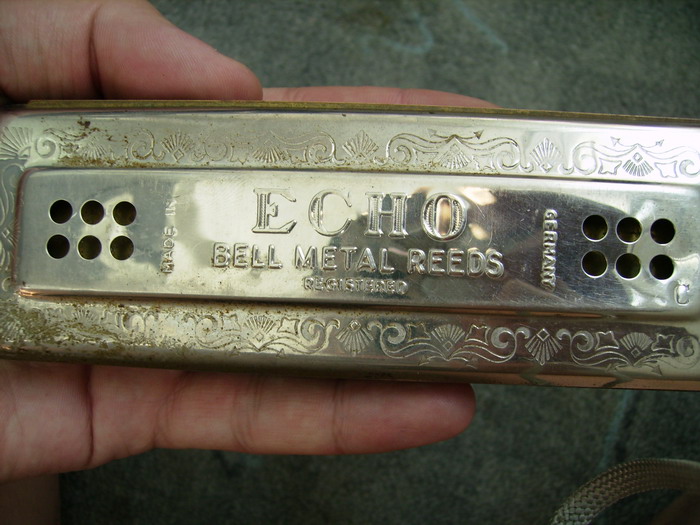 MADE IN
ECHO
BELL METAL REEDS
REGISTERED
GERMANY
C